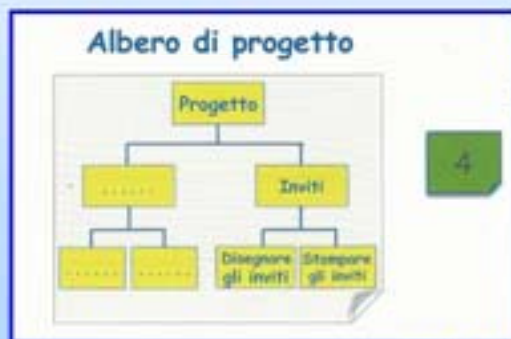 Albero di progetto
Progetto
4
. . . . . .
Inviti
. . . . . .
. . . . . .
Disegnare
gli inviti
Stampare
gli inviti